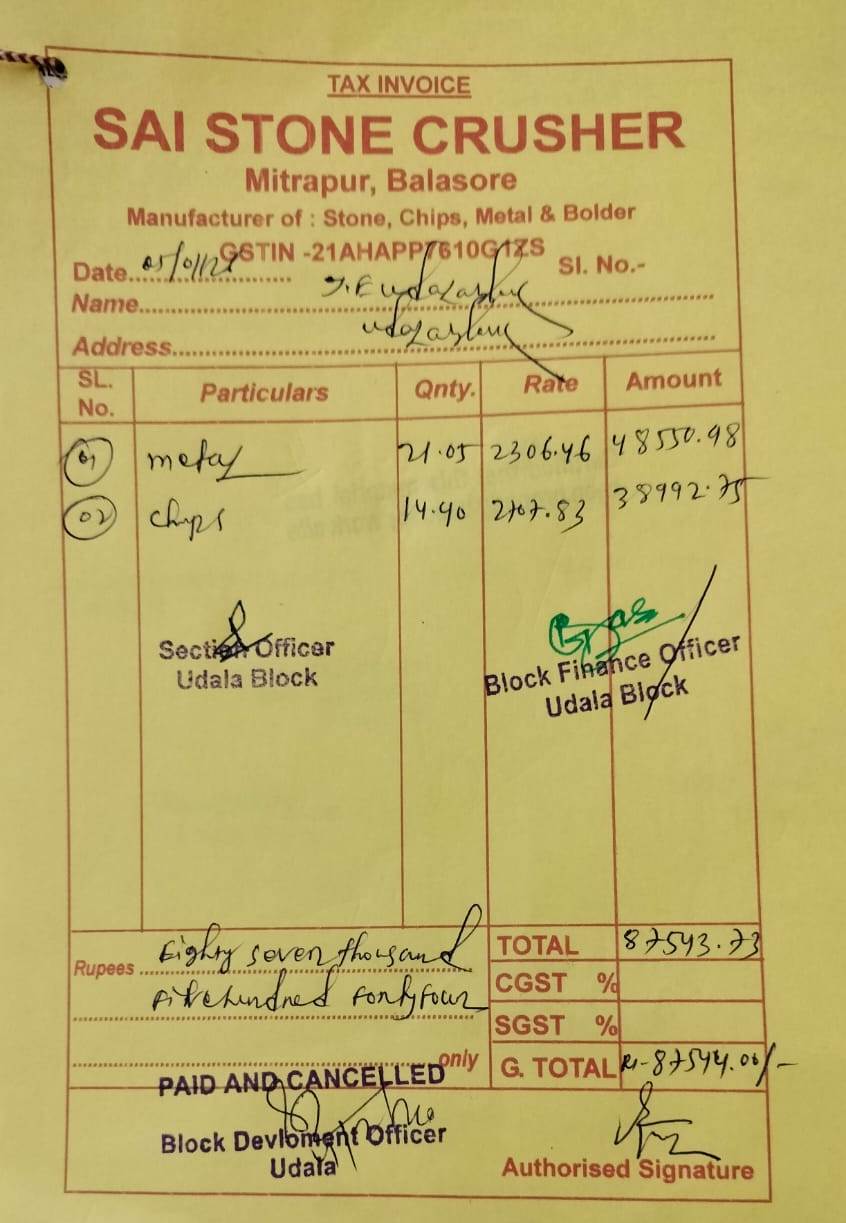 TAX INVOICE
SAI STONE CRUSHER
Mitrapur, Balasore
Manufacturer of : Stone, Chips, Metal & Bolder
GSTIN -21AHAPP7610G1ZS
Date.. Sl. No.-
Name J.E
Address
SL. No. Particulars Qnty. Rate Amount
01 metal 21.05 2306.46 48550.98
02 chips 14.40 2707.83 38992.75
Section Officer
Udala Block
Block Finance Officer
Udala Block
TOTAL 87543.73
Rupees Eighty seven thousand
CGST %
five hundred forty four
SGST %
only G. TOTAL Rs-87544.00/-
PAID AND CANCELLED
Block Devloment Officer
Udala
Authorised Signature